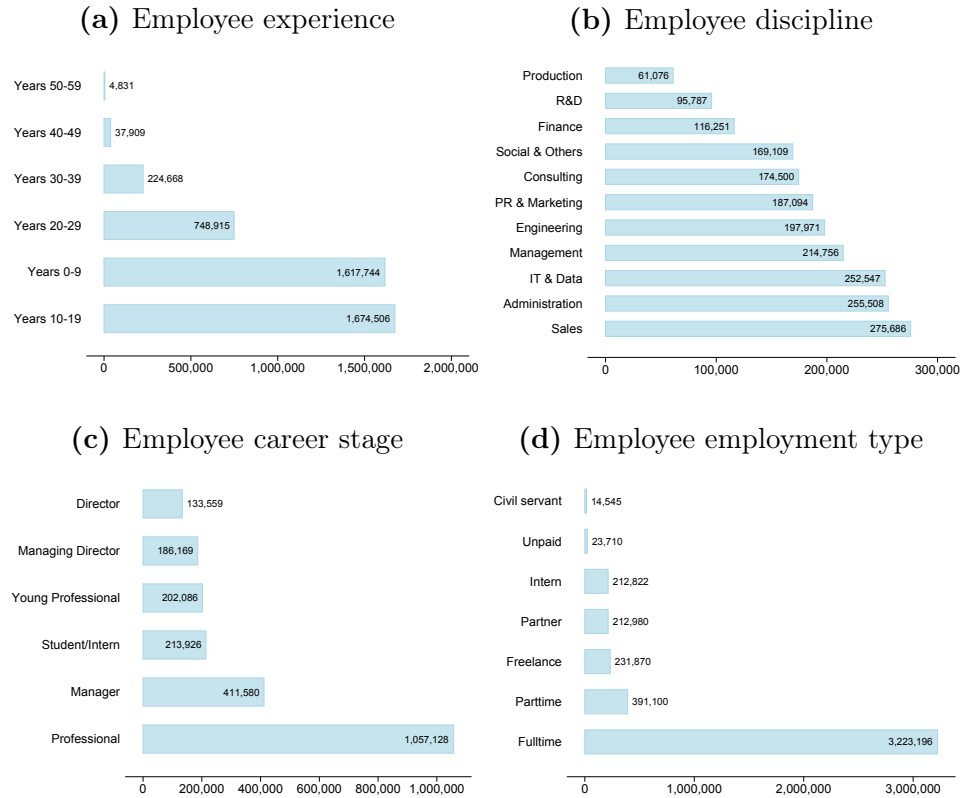 (a) Employee experience
Years 50-59 4,831
Years 40-49 37,909
Years 30-39 224,668
Years 20-29 748,915
Years 0-9 1,617,744
Years 10-19 1,674,506
0 500,000 1,000,000 1,500,000 2,000,000
(b) Employee discipline
Production 61,076
R&D 95,787
Finance 116,251
Social & Others 169,109
Consulting 174,500
PR & Marketing 187,094
Engineering 197,971
Management 214,756
IT & Data 252,547
Administration 255,508
Sales 275,686
0 100,000 200,000 300,000
(c) Employee career stage
Director 133,559
Managing Director 186,169
Young Professional 202,086
Student/Intern 213,926
Manager 411,580
Professional 1,057,128
0 200,000 400,000 600,000 800,000 1,000,000
(d) Employee employment type
Civil servant 14,545
Unpaid 23,710
Intern 212,822
Partner 212,980
Freelance 231,870
Parttime 391,100
Fulltime 3,223,196
0 1,000,000 2,000,000 3,000,000